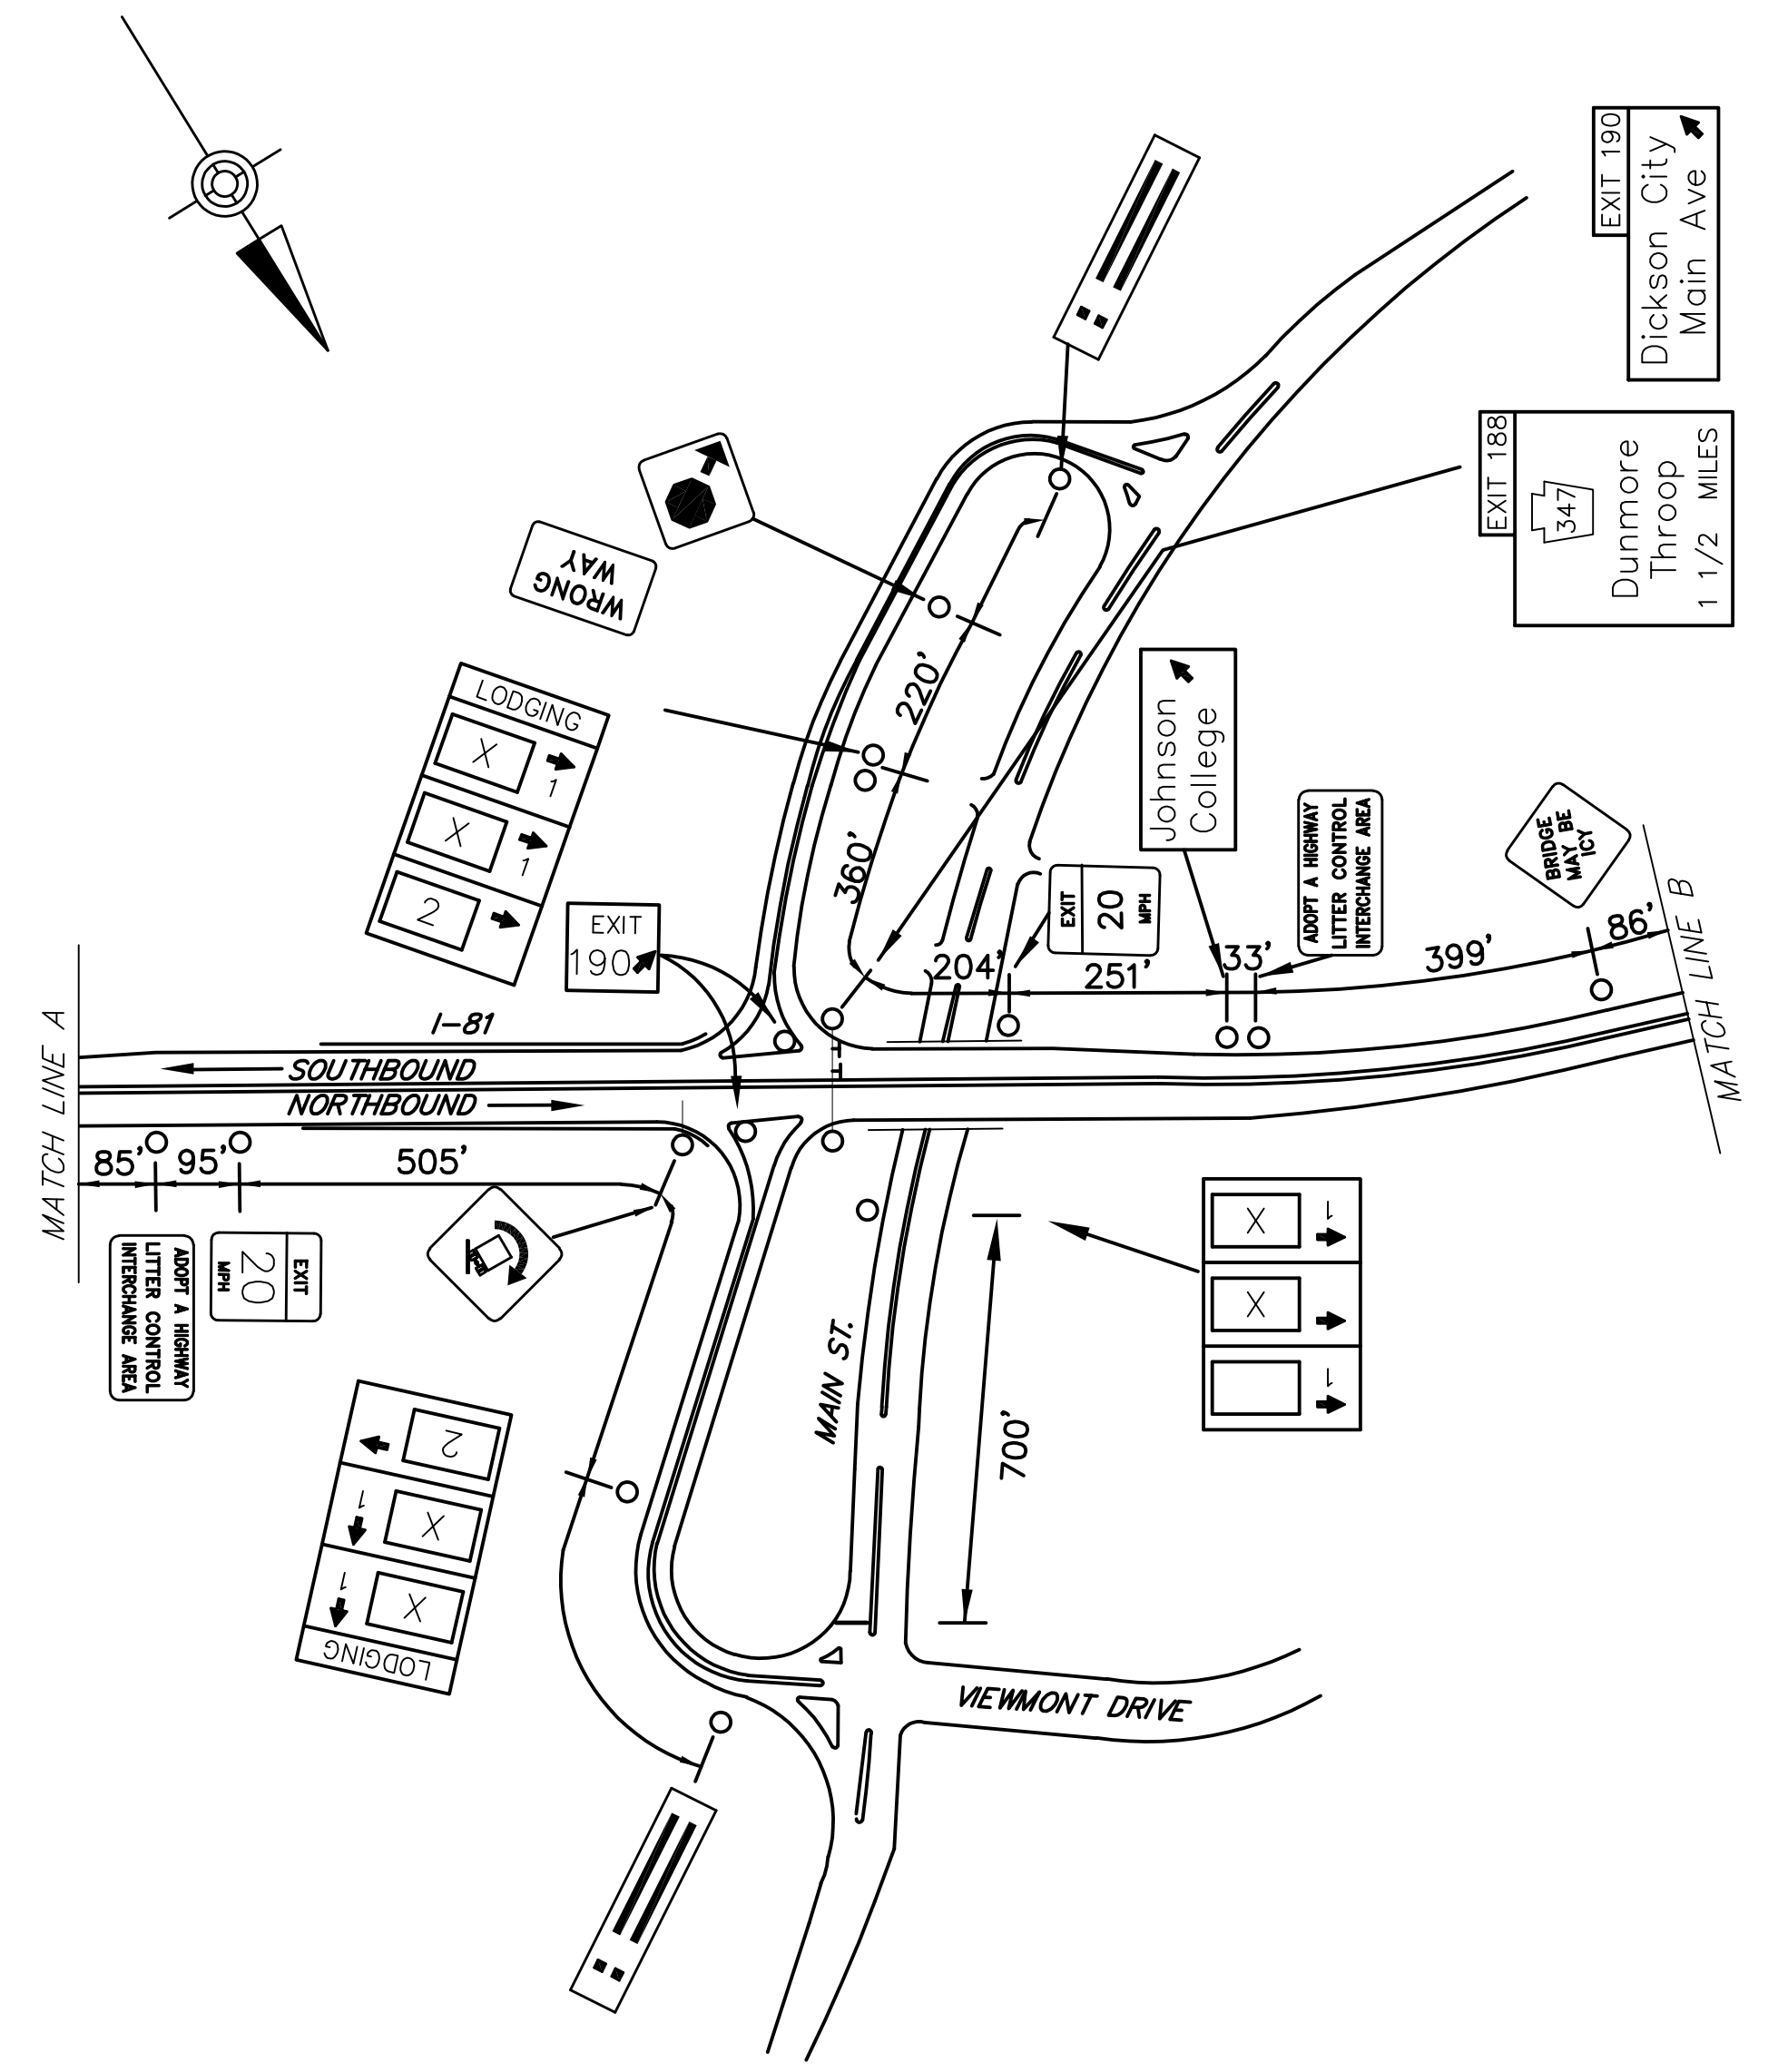 EXIT 190
Dickson City
Main Ave
EXIT 188
347
Dunmore
Throop
1 1/2 MILES
WRONG
WAY
LODGING
X
1
X
1
2
220'
360'
Johnson
College
EXIT
190
EXIT
20
MPH
ADOPT A HIGHWAY
LITTER CONTROL
INTERCHANGE AREA
BRIDGE
MAY BE
ICY
204'
251'
33'
399'
86'
MATCH LINE B
MATCH LINE A
I-81
SOUTHBOUND
NORTHBOUND
85'
95'
505'
ADOPT A HIGHWAY
LITTER CONTROL
INTERCHANGE AREA
EXIT
20
MPH
X
1
X
1
MAIN ST.
700'
2
X
1
X
1
LODGING
VIEWMONT DRIVE